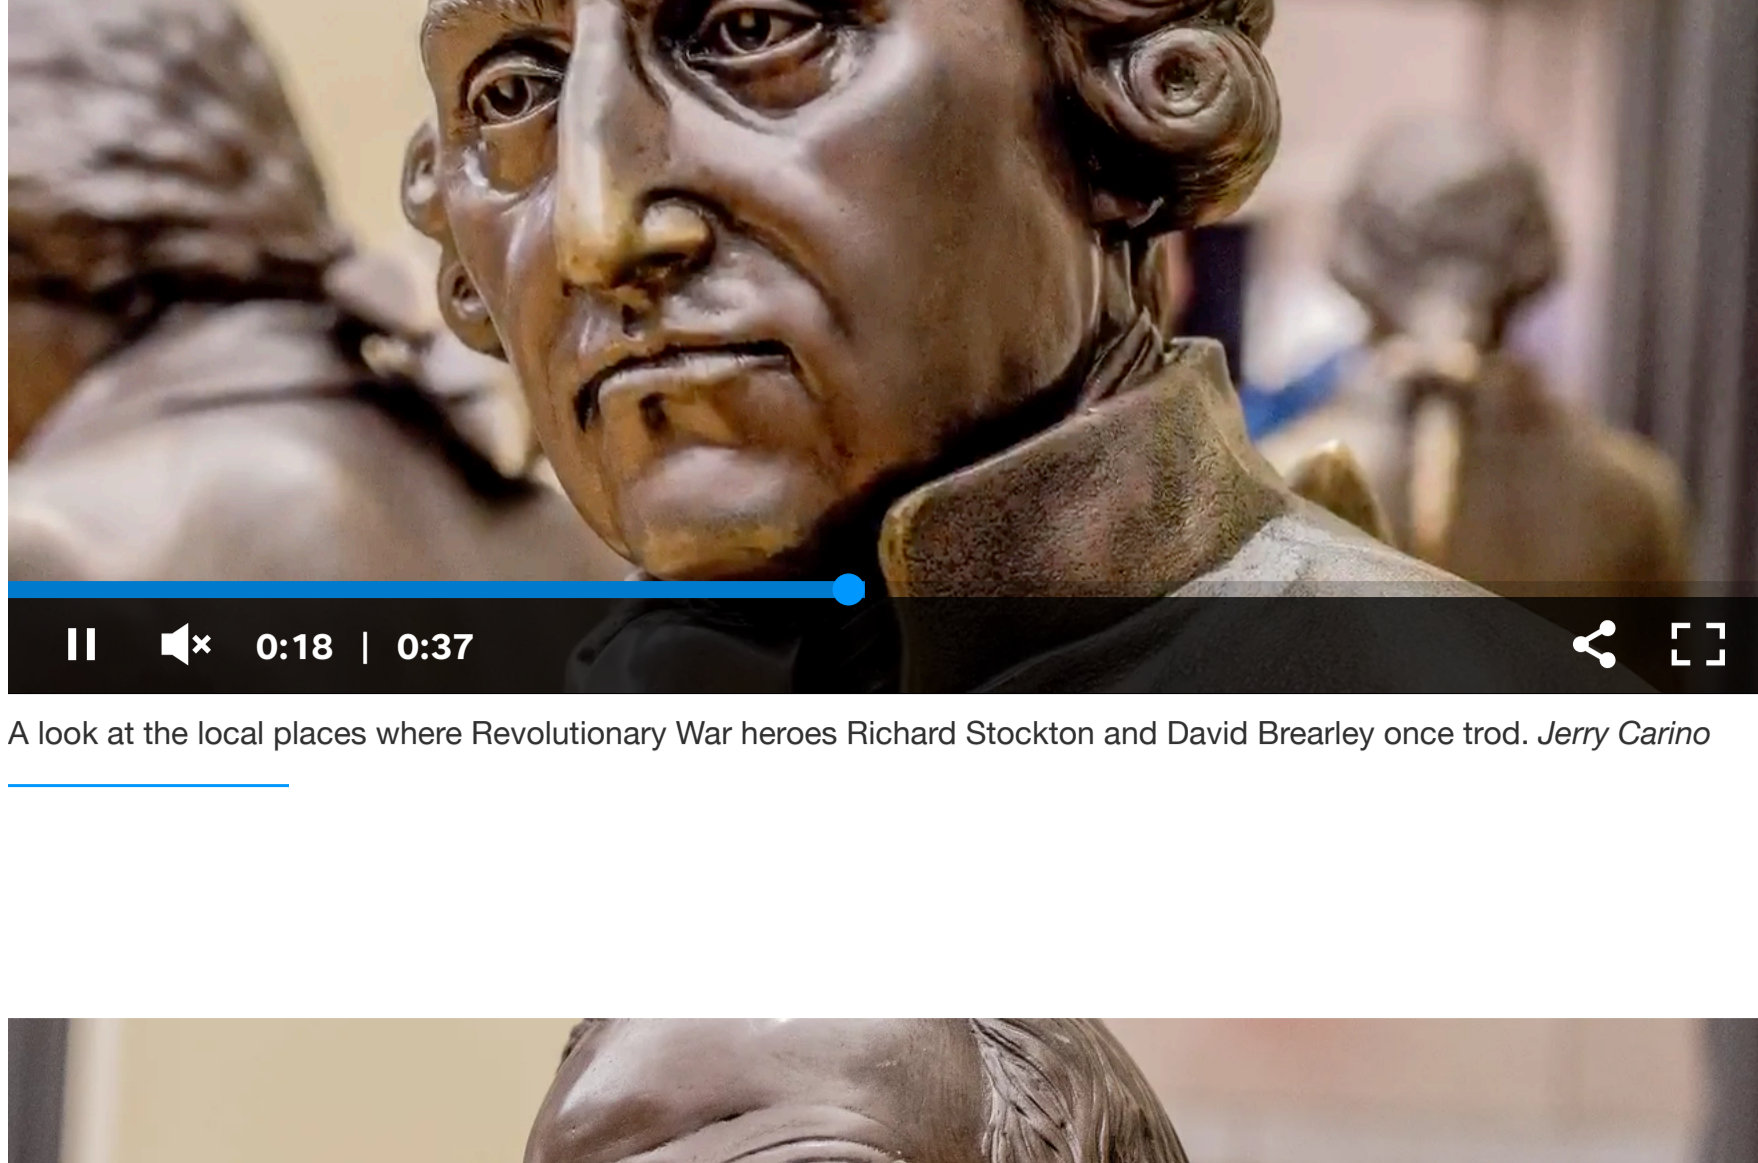 0:18 | 0:37
A look at the local places where Revolutionary War heroes Richard Stockton and David Brearley once trod. Jerry Carino